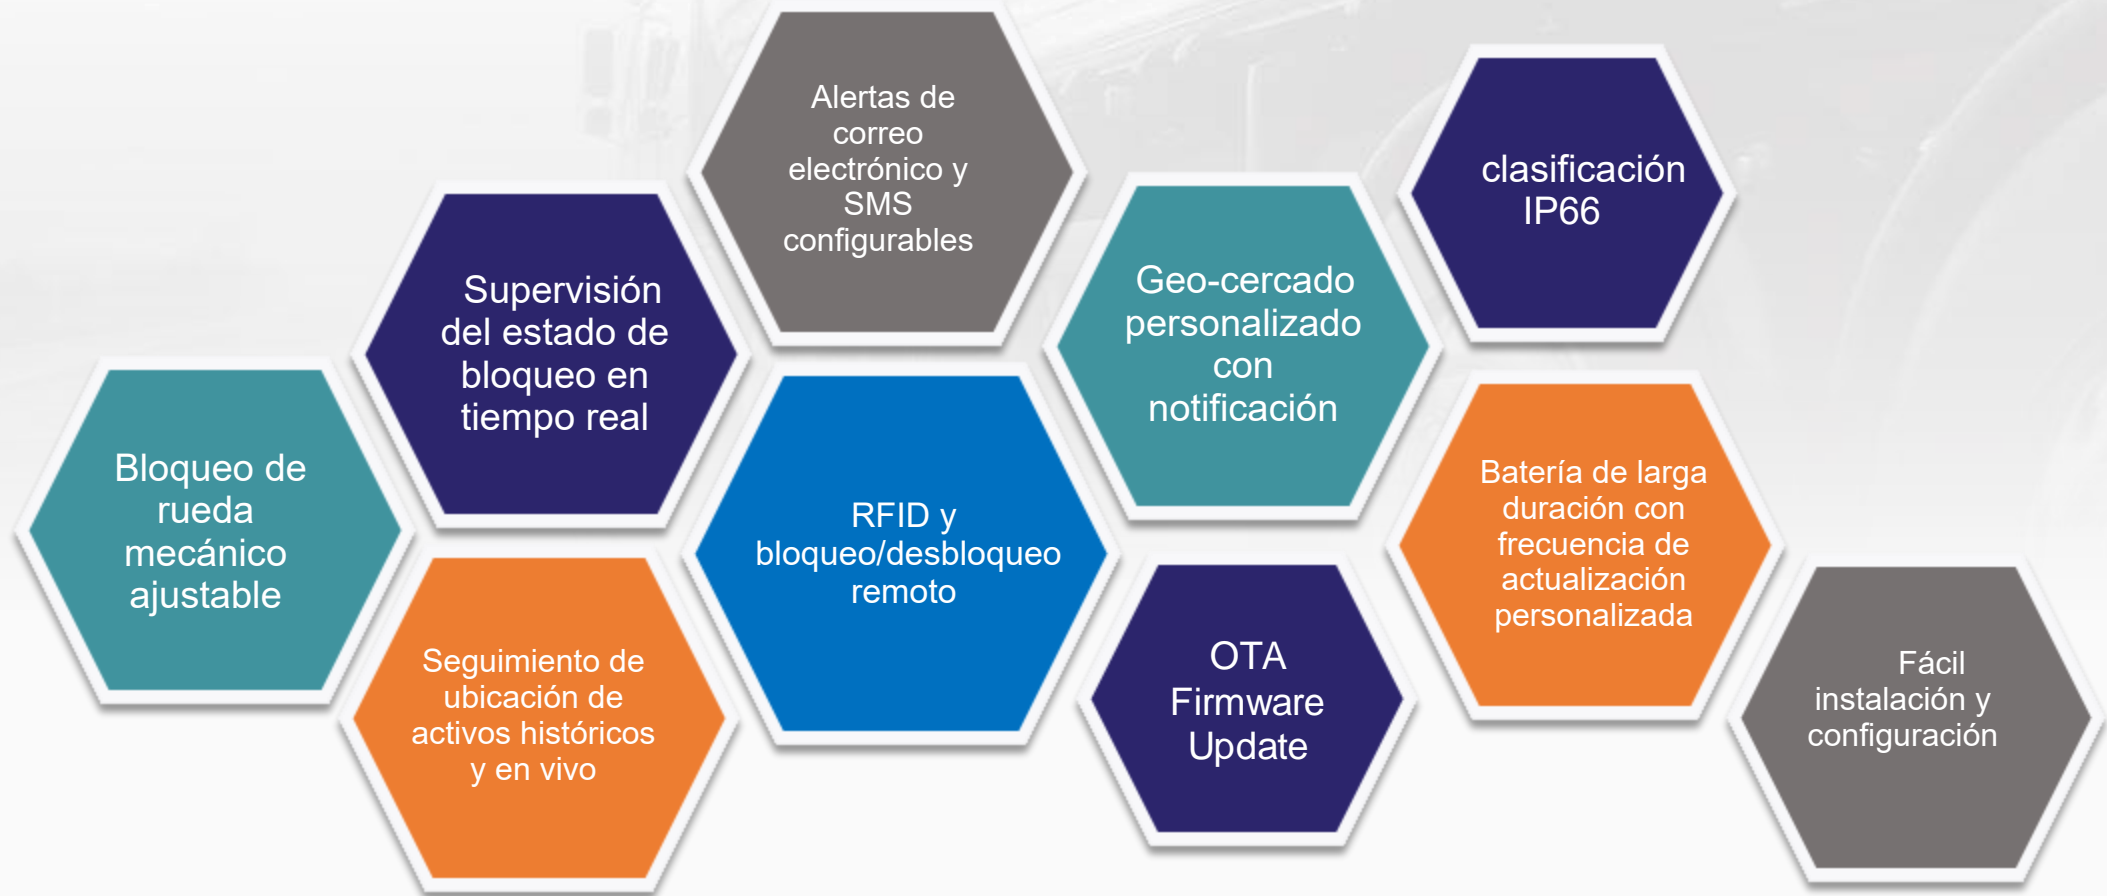 Alertas de
correo
electrónico y
SMS
configurables
clasificación
IP66
Supervisión
del estado de
bloqueo en
tiempo real
Geo-cercado
personalizado
con
notificación
Bloqueo de
rueda
mecánico
ajustable
RFID y
bloqueo/desbloqueo
remoto
Batería de larga
duración con
frecuencia de
actualización
personalizada
Seguimiento de
ubicación de
activos históricos
y en vivo
OTA
Firmware
Update
Fácil
instalación y
configuración